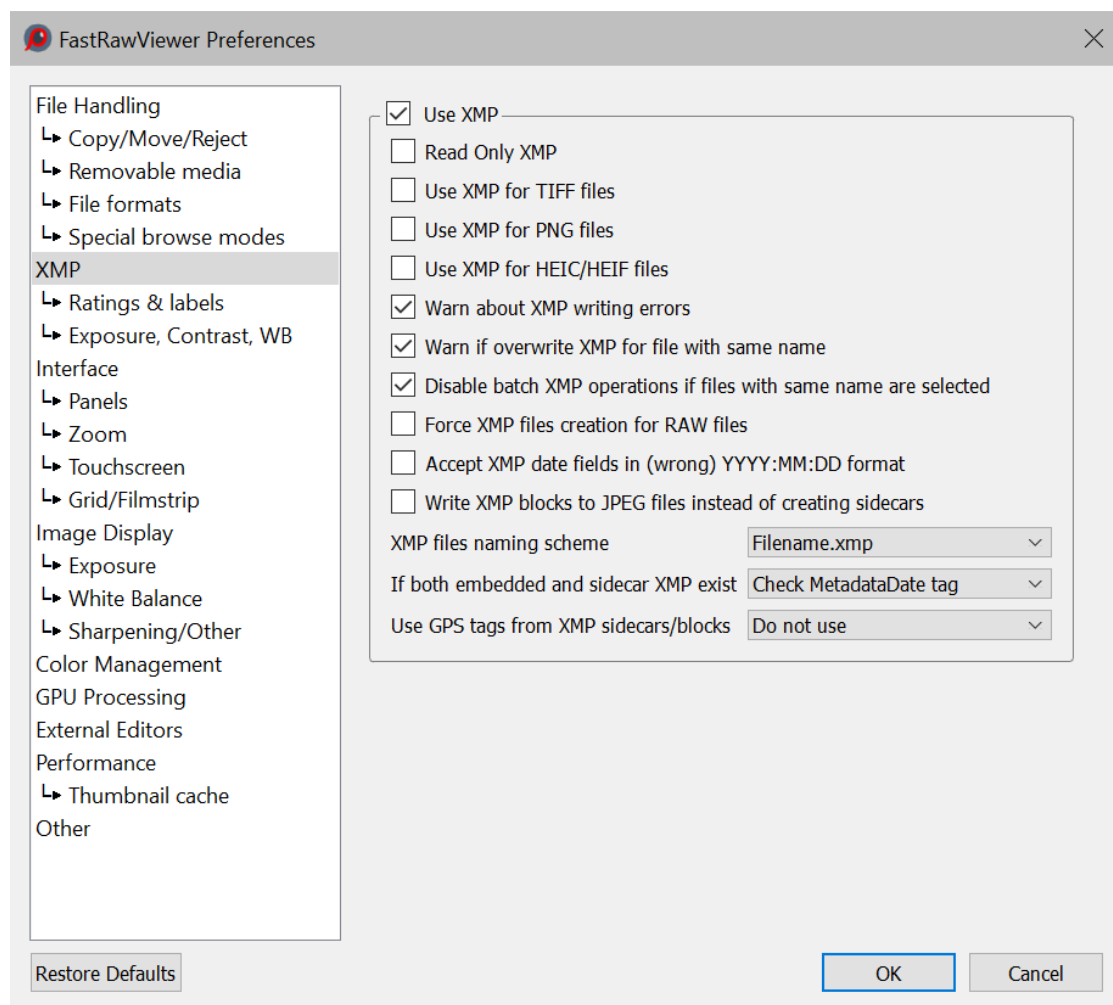 FastRawViewer Preferences
File Handling
Copy/Move/Reject
Removable media
File formats
Special browse modes
XMP
Ratings & labels
Exposure, Contrast, WB
Interface
Panels
Zoom
Touchscreen
Grid/Filmstrip
Image Display
Exposure
White Balance
Sharpening/Other
Color Management
GPU Processing
External Editors
Performance
Thumbnail cache
Other
Use XMP
Read Only XMP
Use XMP for TIFF files
Use XMP for PNG files
Use XMP for HEIC/HEIF files
Warn about XMP writing errors
Warn if overwrite XMP for file with same name
Disable batch XMP operations if files with same name are selected
Force XMP files creation for RAW files
Accept XMP date fields in (wrong) YYYY:MM:DD format
Write XMP blocks to JPEG files instead of creating sidecars
XMP files naming scheme Filename.xmp
If both embedded and sidecar XMP exist Check MetadataDate tag
Use GPS tags from XMP sidecars/blocks Do not use
Restore Defaults OK Cancel